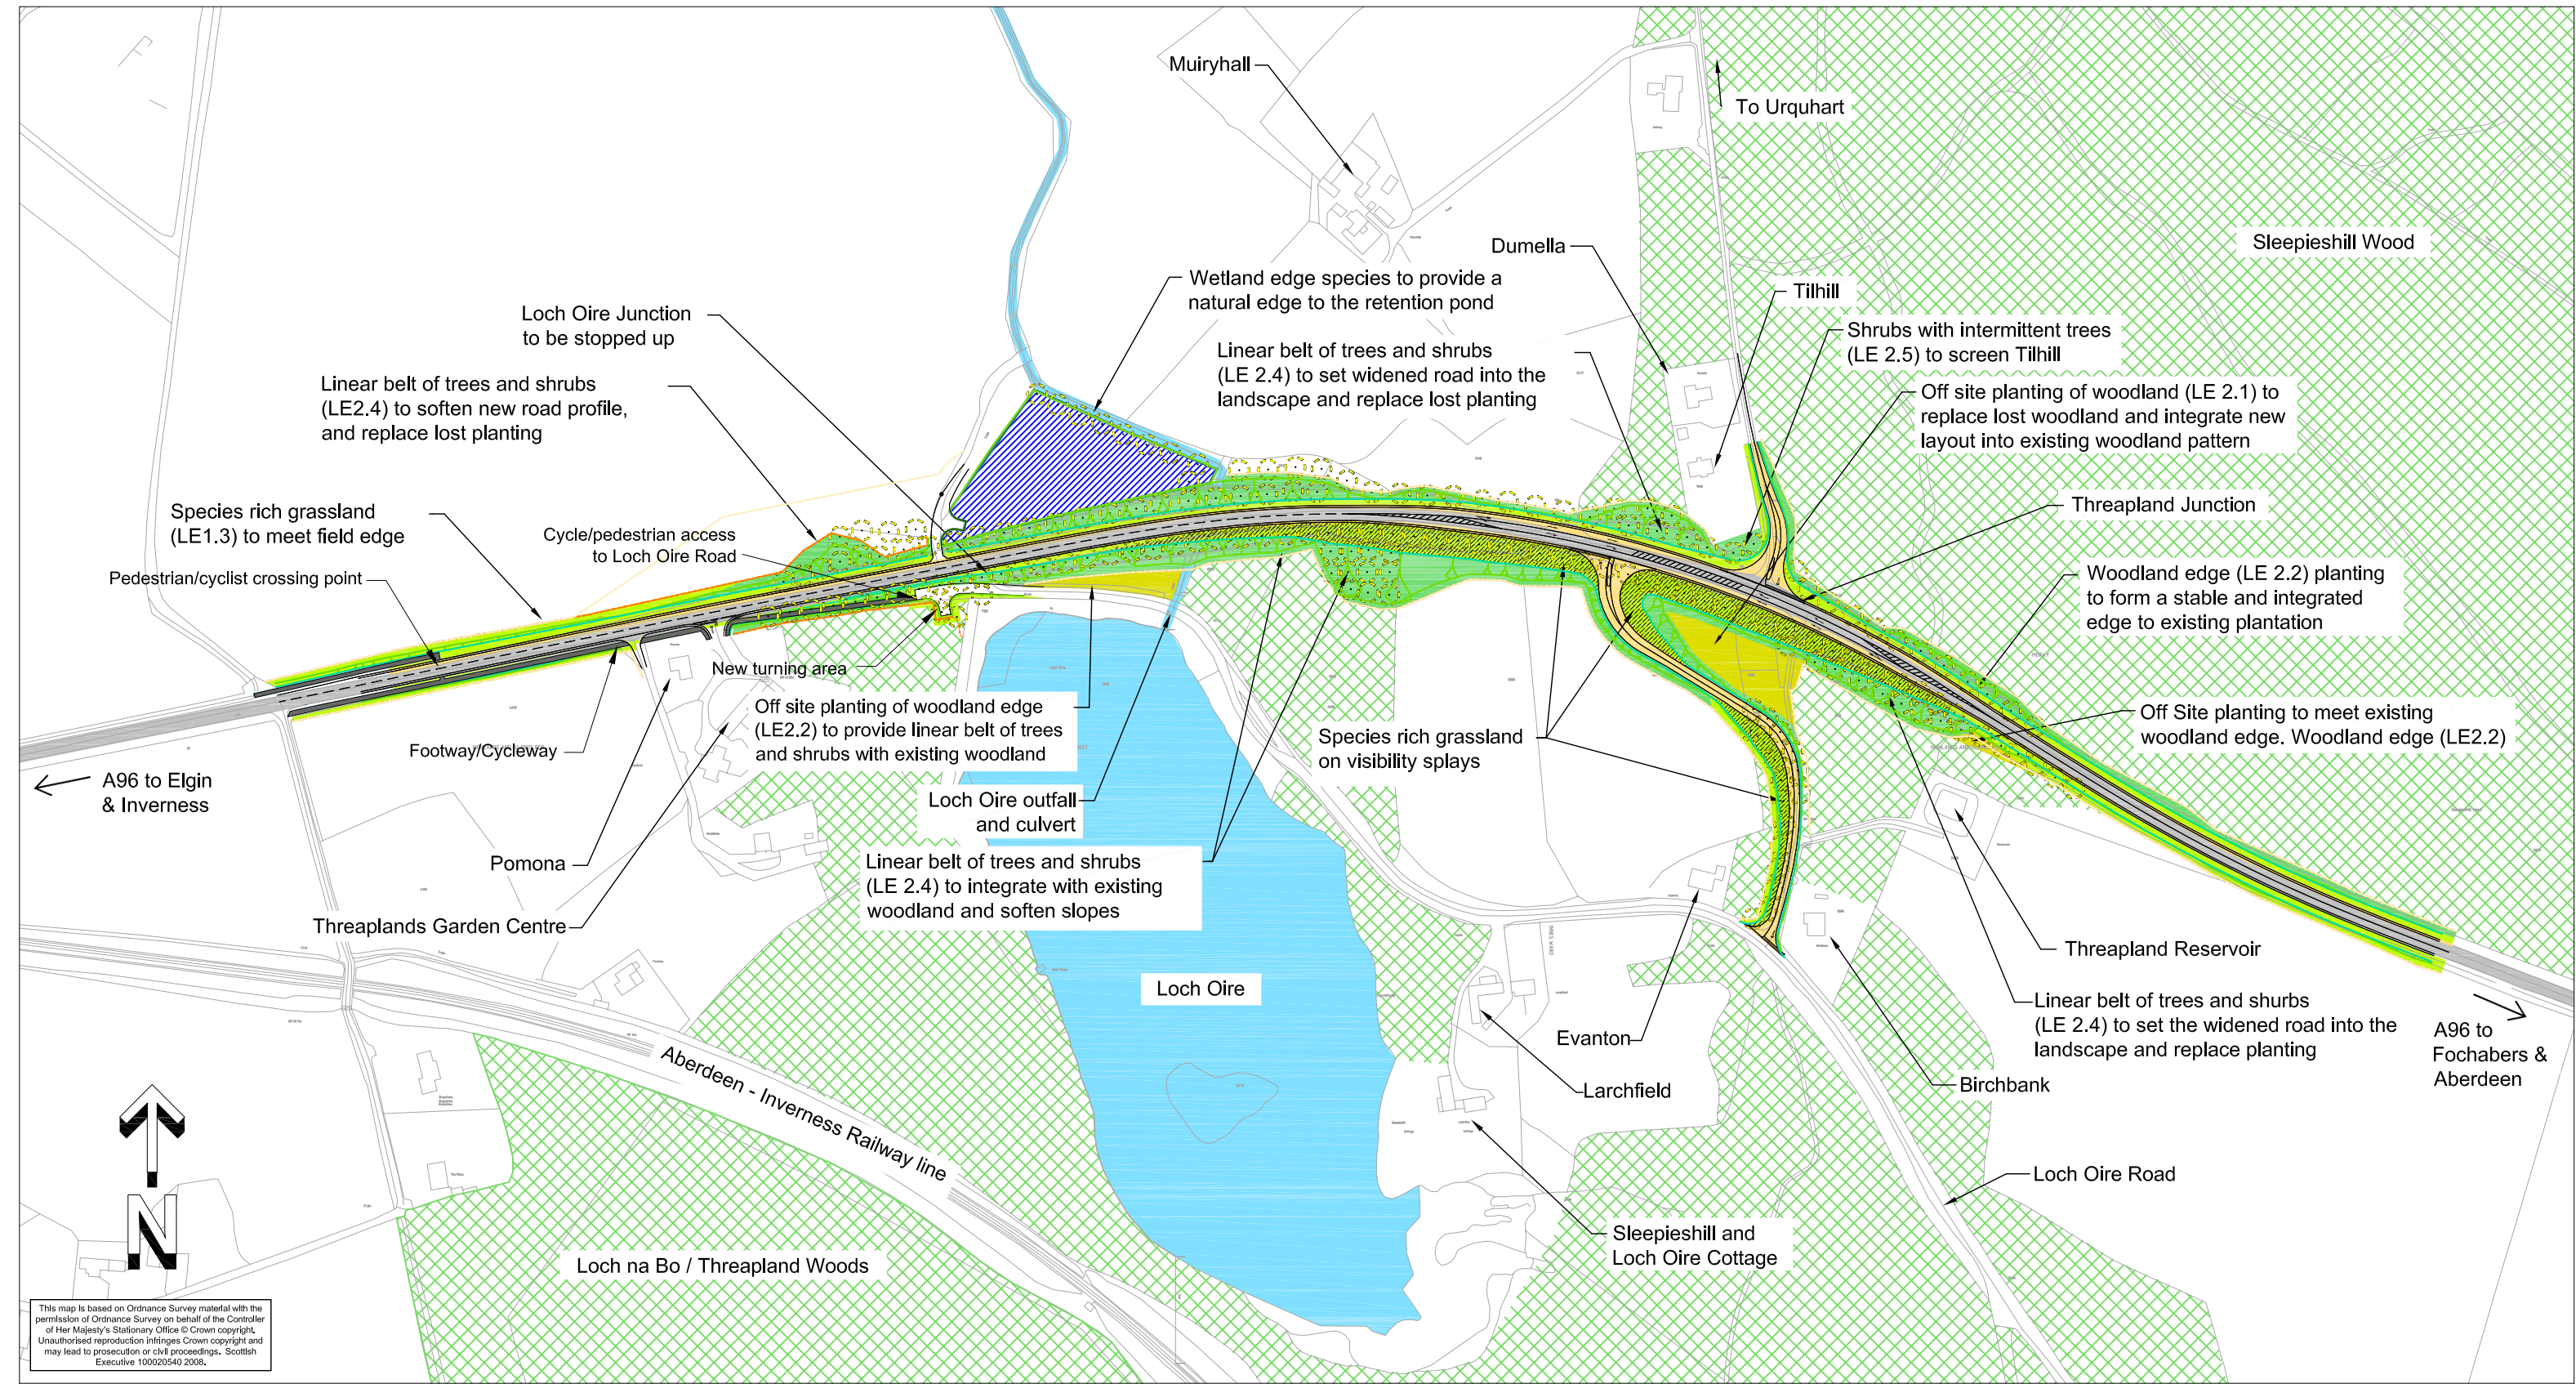 Muiryhall
To Urquhart
Sleepieshill Wood
Dumella
Wetland edge species to provide a
natural edge to the retention pond
Tilhill
Loch Oire Junction
to be stopped up
Shrubs with intermittent trees
(LE 2.5) to screen Tilhill
Linear belt of trees and shrubs
(LE 2.4) to set widened road into the
landscape and replace lost planting
Linear belt of trees and shrubs
(LE2.4) to soften new road profile,
and replace lost planting
Off site planting of woodland (LE 2.1) to
replace lost woodland and integrate new
layout into existing woodland pattern
Species rich grassland
(LE1.3) to meet field edge
Threapland Junction
Cycle/pedestrian access
to Loch Oire Road
Pedestrian/cyclist crossing point
Woodland edge (LE 2.2) planting
to form a stable and integrated
edge to existing plantation
New turning area
Off site planting of woodland edge
(LE2.2) to provide linear belt of trees
and shrubs with existing woodland
Species rich grassland
on visibility splays
Off Site planting to meet existing
woodland edge. Woodland edge (LE2.2)
Footway/Cycleway
A96 to Elgin
& Inverness
Loch Oire outfall
and culvert
Pomona
Linear belt of trees and shrubs
(LE 2.4) to integrate with existing
woodland and soften slopes
Threaplands Garden Centre
Threapland Reservoir
Loch Oire
Linear belt of trees and shurbs
(LE 2.4) to set the widened road into the
landscape and replace planting
A96 to
Fochabers &
Aberdeen
Evanton
Larchfield
Birchbank
Aberdeen - Inverness Railway line
Loch Oire Road
Sleepieshill and
Loch Oire Cottage
Loch na Bo / Threapland Woods
N
This map is based on Ordnance Survey material with the
permission of Ordnance Survey on behalf of the Controller
of Her Majesty's Stationary Office © Crown copyright.
Unauthorised reproduction infringes Crown copyright and
may lead to prosecution or civil proceedings. Scottish
Executive 100020540 2008.